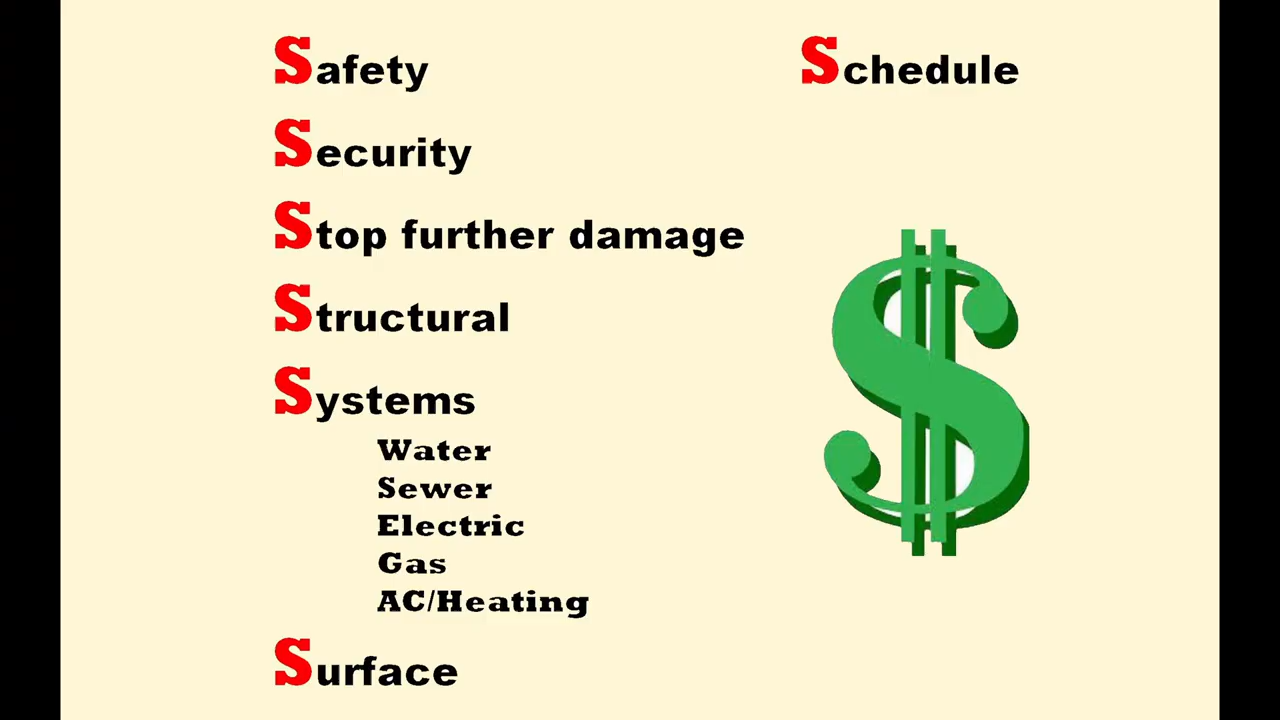 Safety
Security
Stop further damage
Structural
Systems
Water
Sewer
Electric
Gas
AC/Heating
Surface
Schedule
$